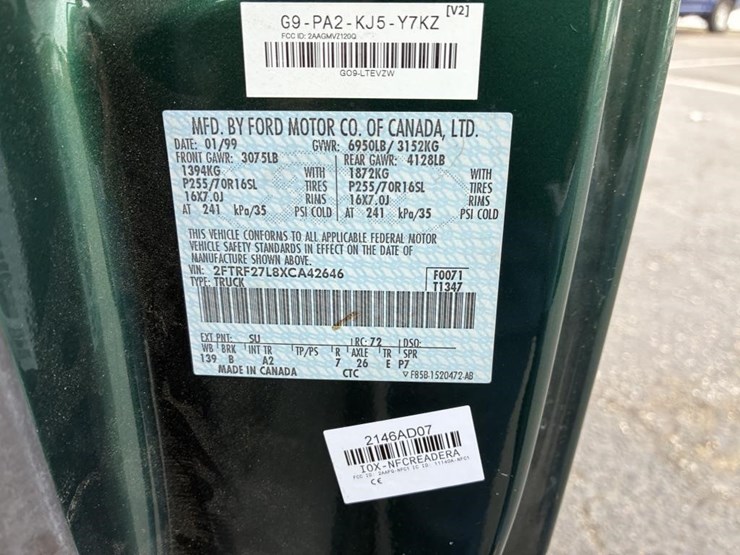 G9-PA2-KJ5-Y7KZ [V2]
FCC ID: 2AAGMVZ120Q
GO9-LTEVZW
MFD. BY FORD MOTOR CO. OF CANADA, LTD.
DATE: 01/99 GVWR: 6950LB/ 3152KG
FRONT GAWR: 3075LB REAR GAWR: 4128LB
1394KG WITH 1872KG WITH
P255/70R16SL TIRES P255/70R16SL TIRES
16X7.0J RIMS 16X7.0J RIMS
AT 241 kPa/35 PSI COLD AT 241 kPa/35 PSI COLD
THIS VEHICLE CONFORMS TO ALL APPLICABLE FEDERAL MOTOR
VEHICLE SAFETY STANDARDS IN EFFECT ON THE DATE OF
MANUFACTURE SHOWN ABOVE.
VIN: 2FTRF27L8XCA42646 F0071
TYPE: TRUCK T1347
EXT PNT: SU RC: 72 DSO:
WB BRK INT TR TP/PS R AXLE TR SPR
139 B A2 7 26 E P7
MADE IN CANADA CTC F85B-1520472-AB
2146AD07
IOX-NFCREADERA
CE